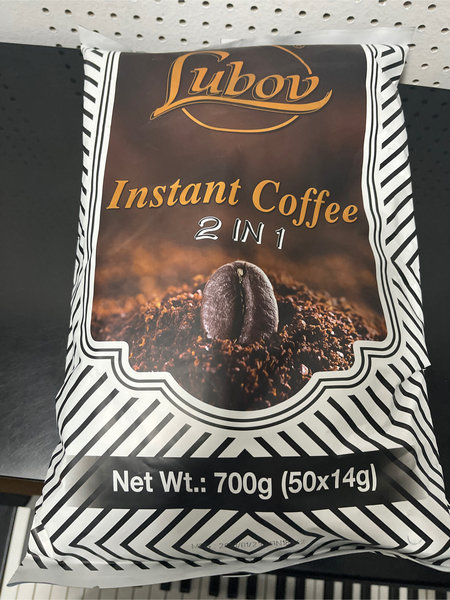 Lubov
Instant Coffee
2 IN 1
Net Wt.: 700g (50x14g)